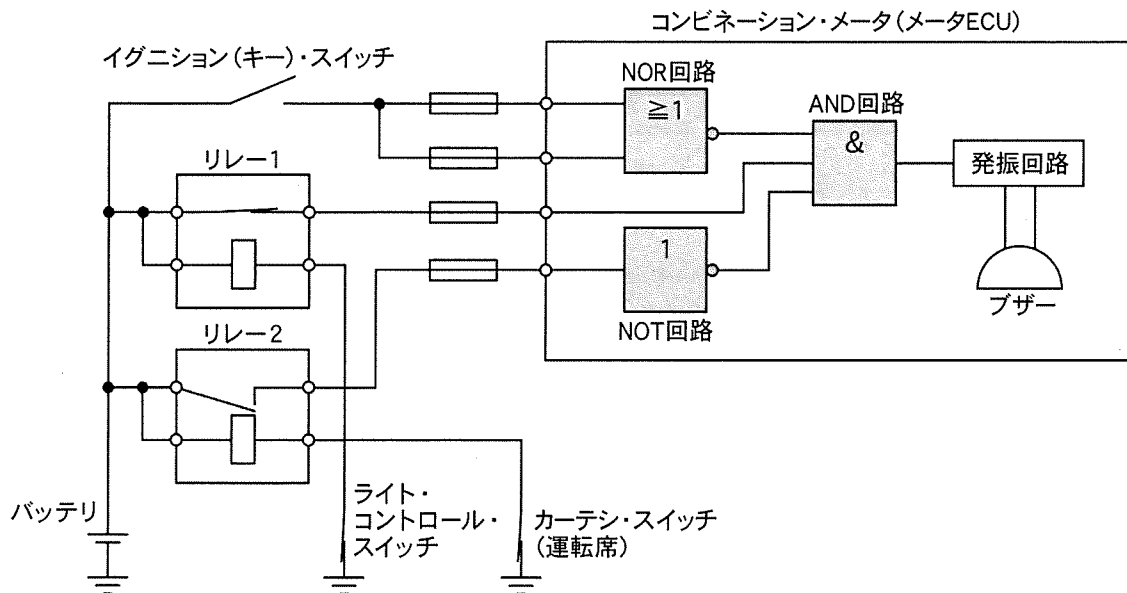 コンビネーション・メータ(メータECU)
イグニション(キー)・スイッチ
NOR回路
≧1
AND回路
&
発振回路
リレー1
1
NOT回路
ブザー
リレー2
バッテリ
ライト・
コントロール・
スイッチ
カーテシ・スイッチ
(運転席)